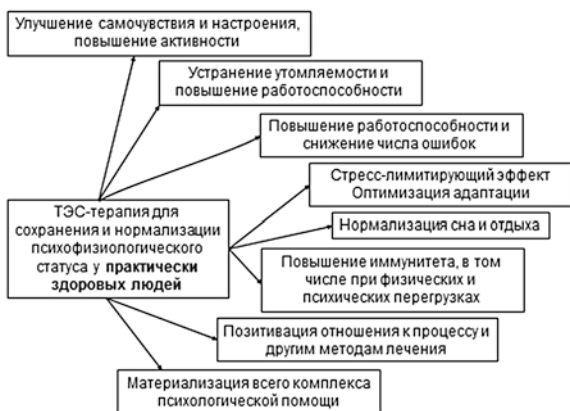 Улучшение самочувствия и настроения,
повышение активности
Устранение утомляемости и
повышение работоспособности
Повышение работоспособности и
снижение числа ошибок
Стресс-лимитирующий эффект
Оптимизация адаптации
ТЭС-терапия для
сохранения и нормализации
психофизиологического
статуса у практически
здоровых людей
Нормализация сна и отдыха
Повышение иммунитета, в том
числе при физических и
психических перегрузках
Позитивация отношения к процессу и
другим методам лечения
Материализация всего комплекса
психологической помощи